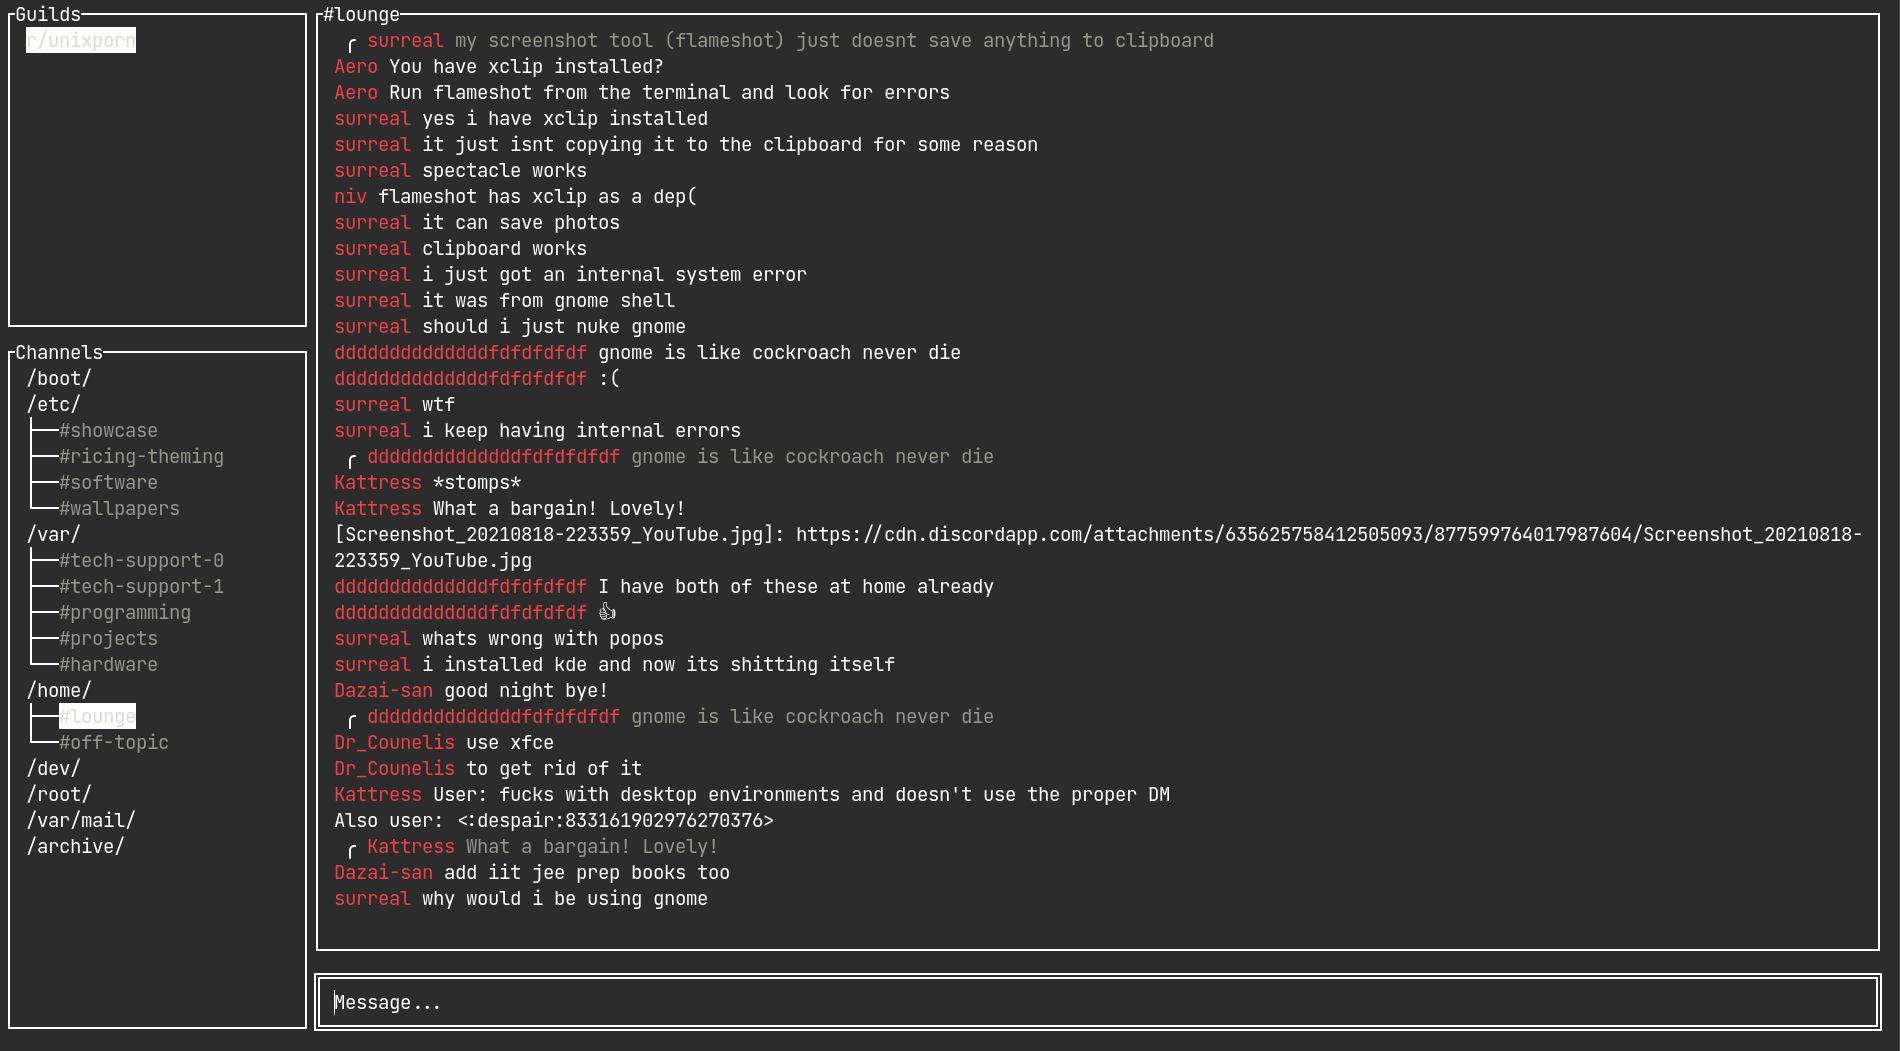 Guilds
r/unixporn
Channels
/boot/
/etc/
#showcase
#ricing-theming
#software
#wallpapers
/var/
#tech-support-0
#tech-support-1
#programming
#projects
#hardware
/home/
#lounge
#off-topic
/dev/
/root/
/var/mail/
/archive/
#lounge
surreal my screenshot tool (flameshot) just doesnt save anything to clipboard
Aero You have xclip installed?
Aero Run flameshot from the terminal and look for errors
surreal yes i have xclip installed
surreal it just isnt copying it to the clipboard for some reason
surreal spectacle works
niv flameshot has xclip as a dep(
surreal it can save photos
surreal clipboard works
surreal i just got an internal system error
surreal it was from gnome shell
surreal should i just nuke gnome
ddddddddddddddfdfdfdfdf gnome is like cockroach never die
ddddddddddddddfdfdfdfdf :(
surreal wtf
surreal i keep having internal errors
ddddddddddddddfdfdfdfdf gnome is like cockroach never die
Kattress *stomps*
Kattress What a bargain! Lovely!
[Screenshot_20210818-223359_YouTube.jpg]: https://cdn.discordapp.com/attachments/635625758412505093/877599764017987604/Screenshot_20210818-
223359_YouTube.jpg
ddddddddddddddfdfdfdfdf I have both of these at home already
ddddddddddddddfdfdfdfdf 👍
surreal whats wrong with popos
surreal i installed kde and now its shitting itself
Dazai-san good night bye!
ddddddddddddddfdfdfdfdf gnome is like cockroach never die
Dr_Counelis use xfce
Dr_Counelis to get rid of it
Kattress User: fucks with desktop environments and doesn't use the proper DM
Also user: <:despair:833161902976270376>
Kattress What a bargain! Lovely!
Dazai-san add iit jee prep books too
surreal why would i be using gnome
Message...